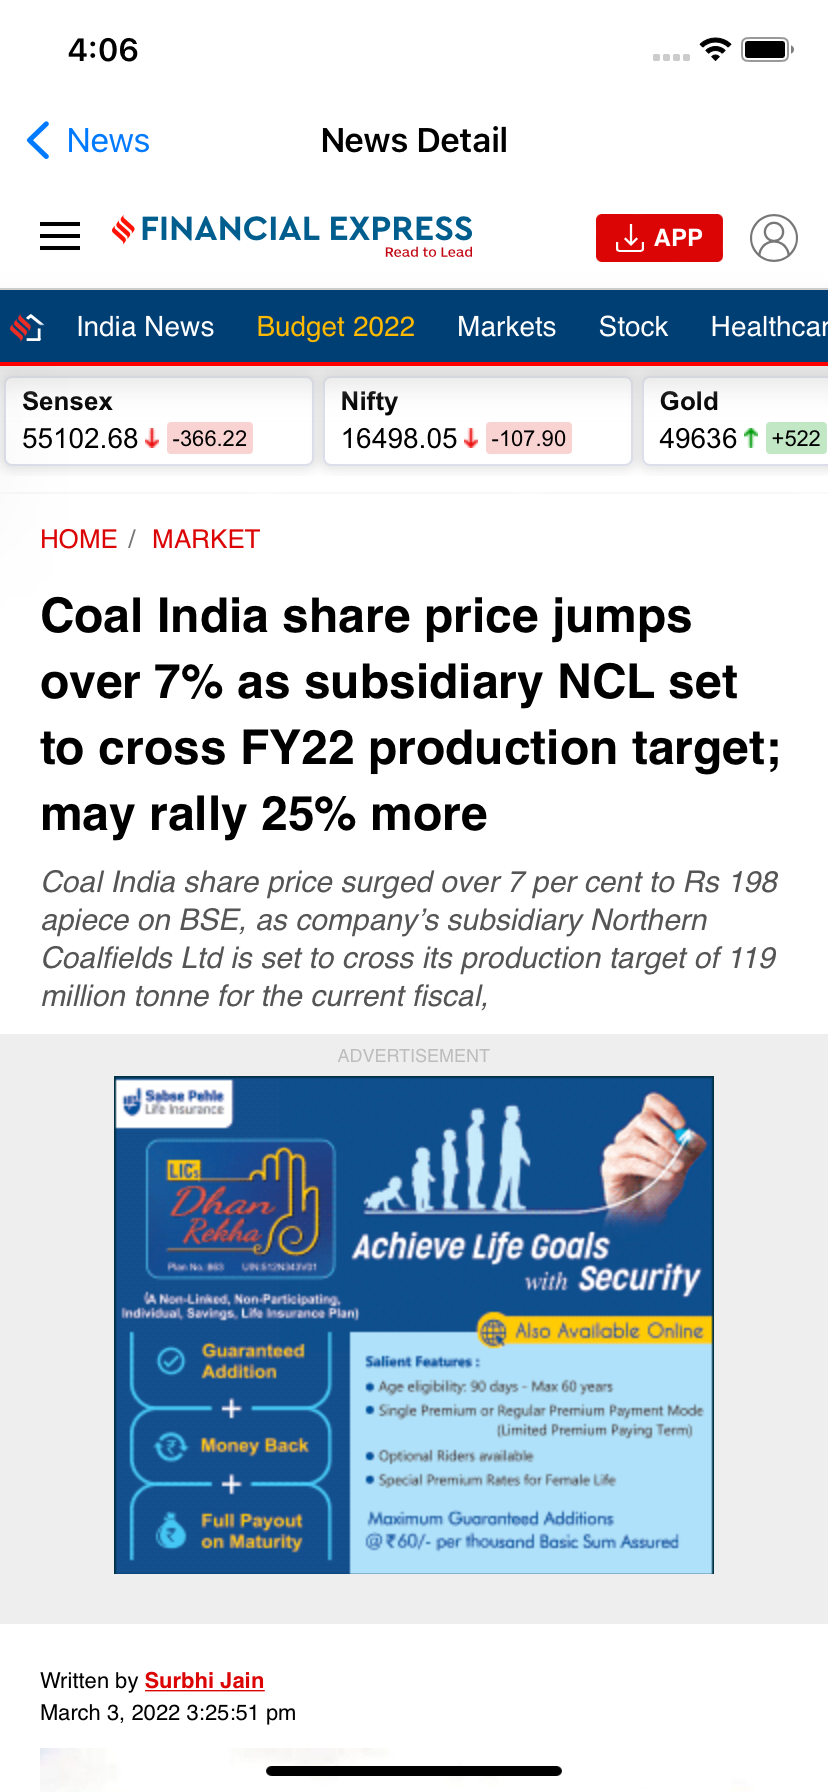 4:06
News
News Detail
FINANCIAL EXPRESS
Read to Lead
APP
India News Budget 2022 Markets Stock Healthcar
Sensex
55102.68 -366.22
Nifty
16498.05 -107.90
Gold
49636 +522
HOME / MARKET
Coal India share price jumps
over 7% as subsidiary NCL set
to cross FY22 production target;
may rally 25% more
Coal India share price surged over 7 per cent to Rs 198
apiece on BSE, as company’s subsidiary Northern
Coalfields Ltd is set to cross its production target of 119
million tonne for the current fiscal,
ADVERTISEMENT
Sabse Pehle
Life Insurance
LIC's
Dhan
Rekha
Plan No. 863 UIN:512N343V01
(A Non-Linked, Non-Participating,
Individual, Savings, Life Insurance Plan)
Achieve Life Goals
with Security
Also Available Online
Guaranteed
Addition
+
Money Back
+
Full Payout
on Maturity
Salient Features :
• Age eligibility: 90 days - Max 60 years
• Single Premium or Regular Premium Payment Mode
(Limited Premium Paying Term)
• Optional Riders available
• Special Premium Rates for Female Life
Maximum Guaranteed Additions
@ ₹60/- per thousand Basic Sum Assured
Written by Surbhi Jain
March 3, 2022 3:25:51 pm